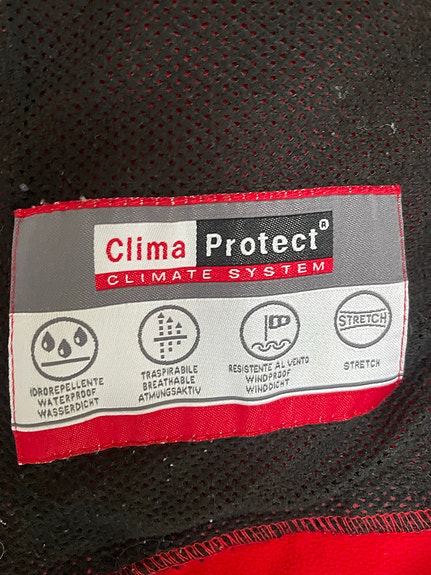 Clima Protect®
CLIMATE SYSTEM
IDROREPELLENTE
WATERPROOF
WASSERDICHT
TRASPIRABILE
BREATHABLE
ATMUNGSAKTIV
RESISTENTE AL VENTO
WINDPROOF
WINDDICHT
STRETCH
STRETCH